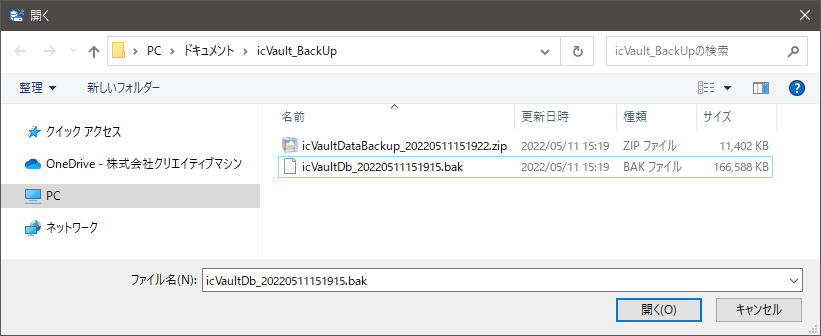 開く
PC › ドキュメント › icVault_BackUp
icVault_BackUpの検索
整理 新しいフォルダー
名前 更新日時 種類 サイズ
クイック アクセス
OneDrive - 株式会社クリエイティブマシン
PC
ネットワーク
icVaultDataBackup_20220511151922.zip 2022/05/11 15:19 ZIP ファイル 11,402 KB
icVaultDb_20220511151915.bak 2022/05/11 15:19 BAK ファイル 166,588 KB
ファイル名(N): icVaultDb_20220511151915.bak
開く(O) キャンセル